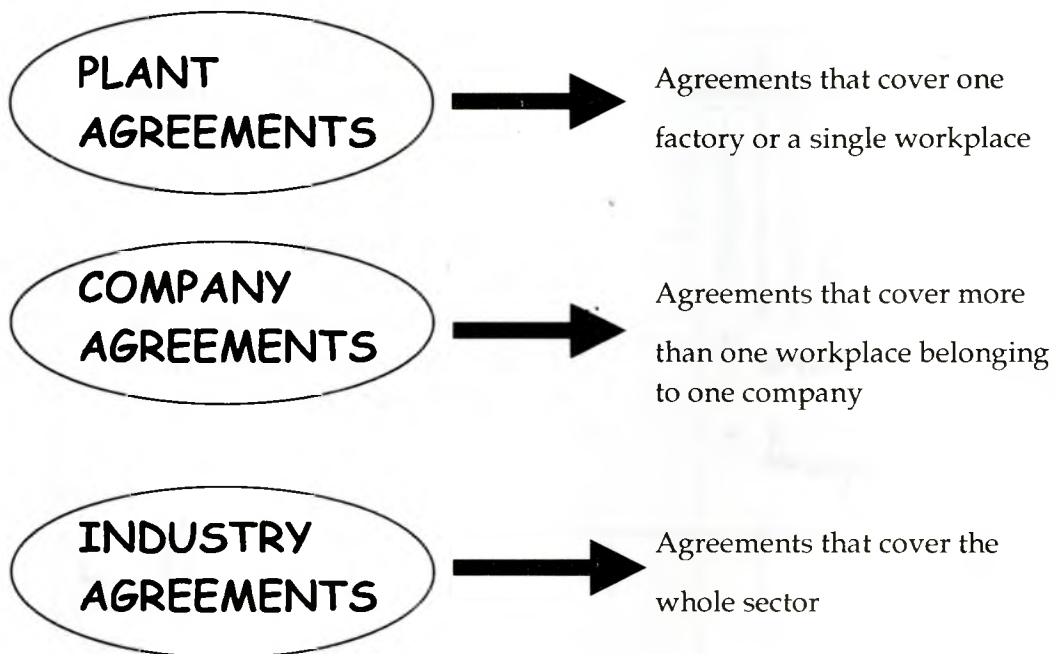 PLANT
AGREEMENTS
Agreements that cover one
factory or a single workplace
COMPANY
AGREEMENTS
Agreements that cover more
than one workplace belonging
to one company
INDUSTRY
AGREEMENTS
Agreements that cover the
whole sector